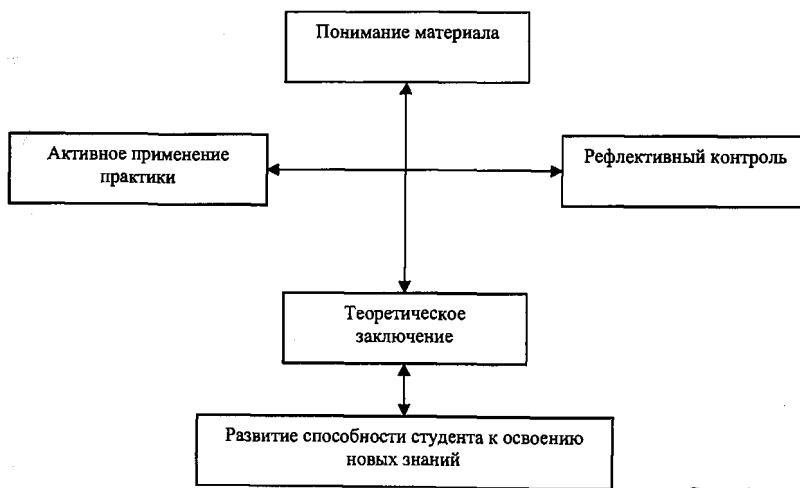 Понимание материала
Активное применение
практики
Рефлективный контроль
Теоретическое
заключение
Развитие способности студента к освоению
новых знаний